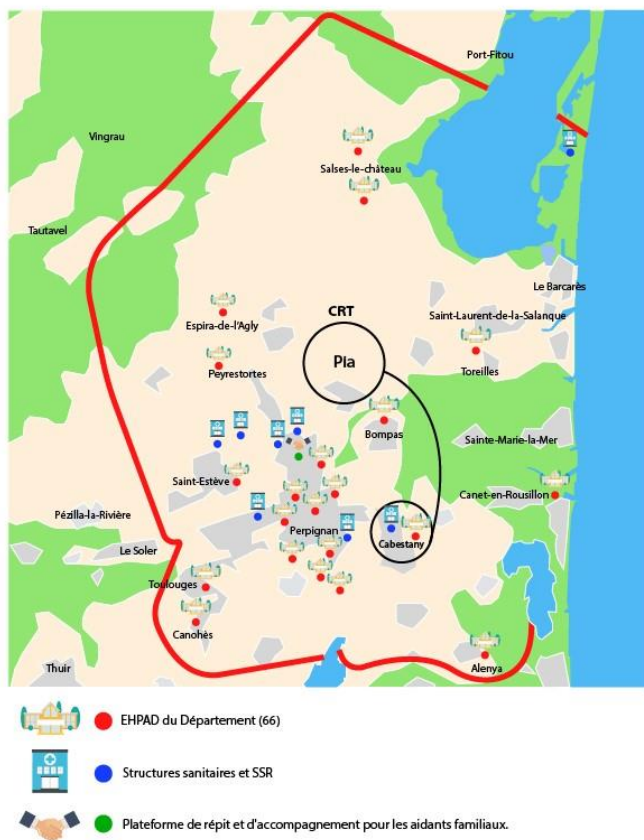 Port-Fitou
Vingrau
Salses-le-château
Tautavel
Le Barcarès
Espira-de-l'Agly
CRT
Saint-Laurent-de-la-Salanque
Pia
Peyrestortes
Toreilles
Bompas
Sainte-Marie-la-Mer
Saint-Estève
Canet-en-Rousillon
Pézilla-la-Rivière
Perpignan
Cabestany
Le Soler
Toulouges
Canohès
Thuir
Alenya
EHPAD du Département (66)
Structures sanitaires et SSR
Plateforme de répit et d'accompagnement pour les aidants familiaux.